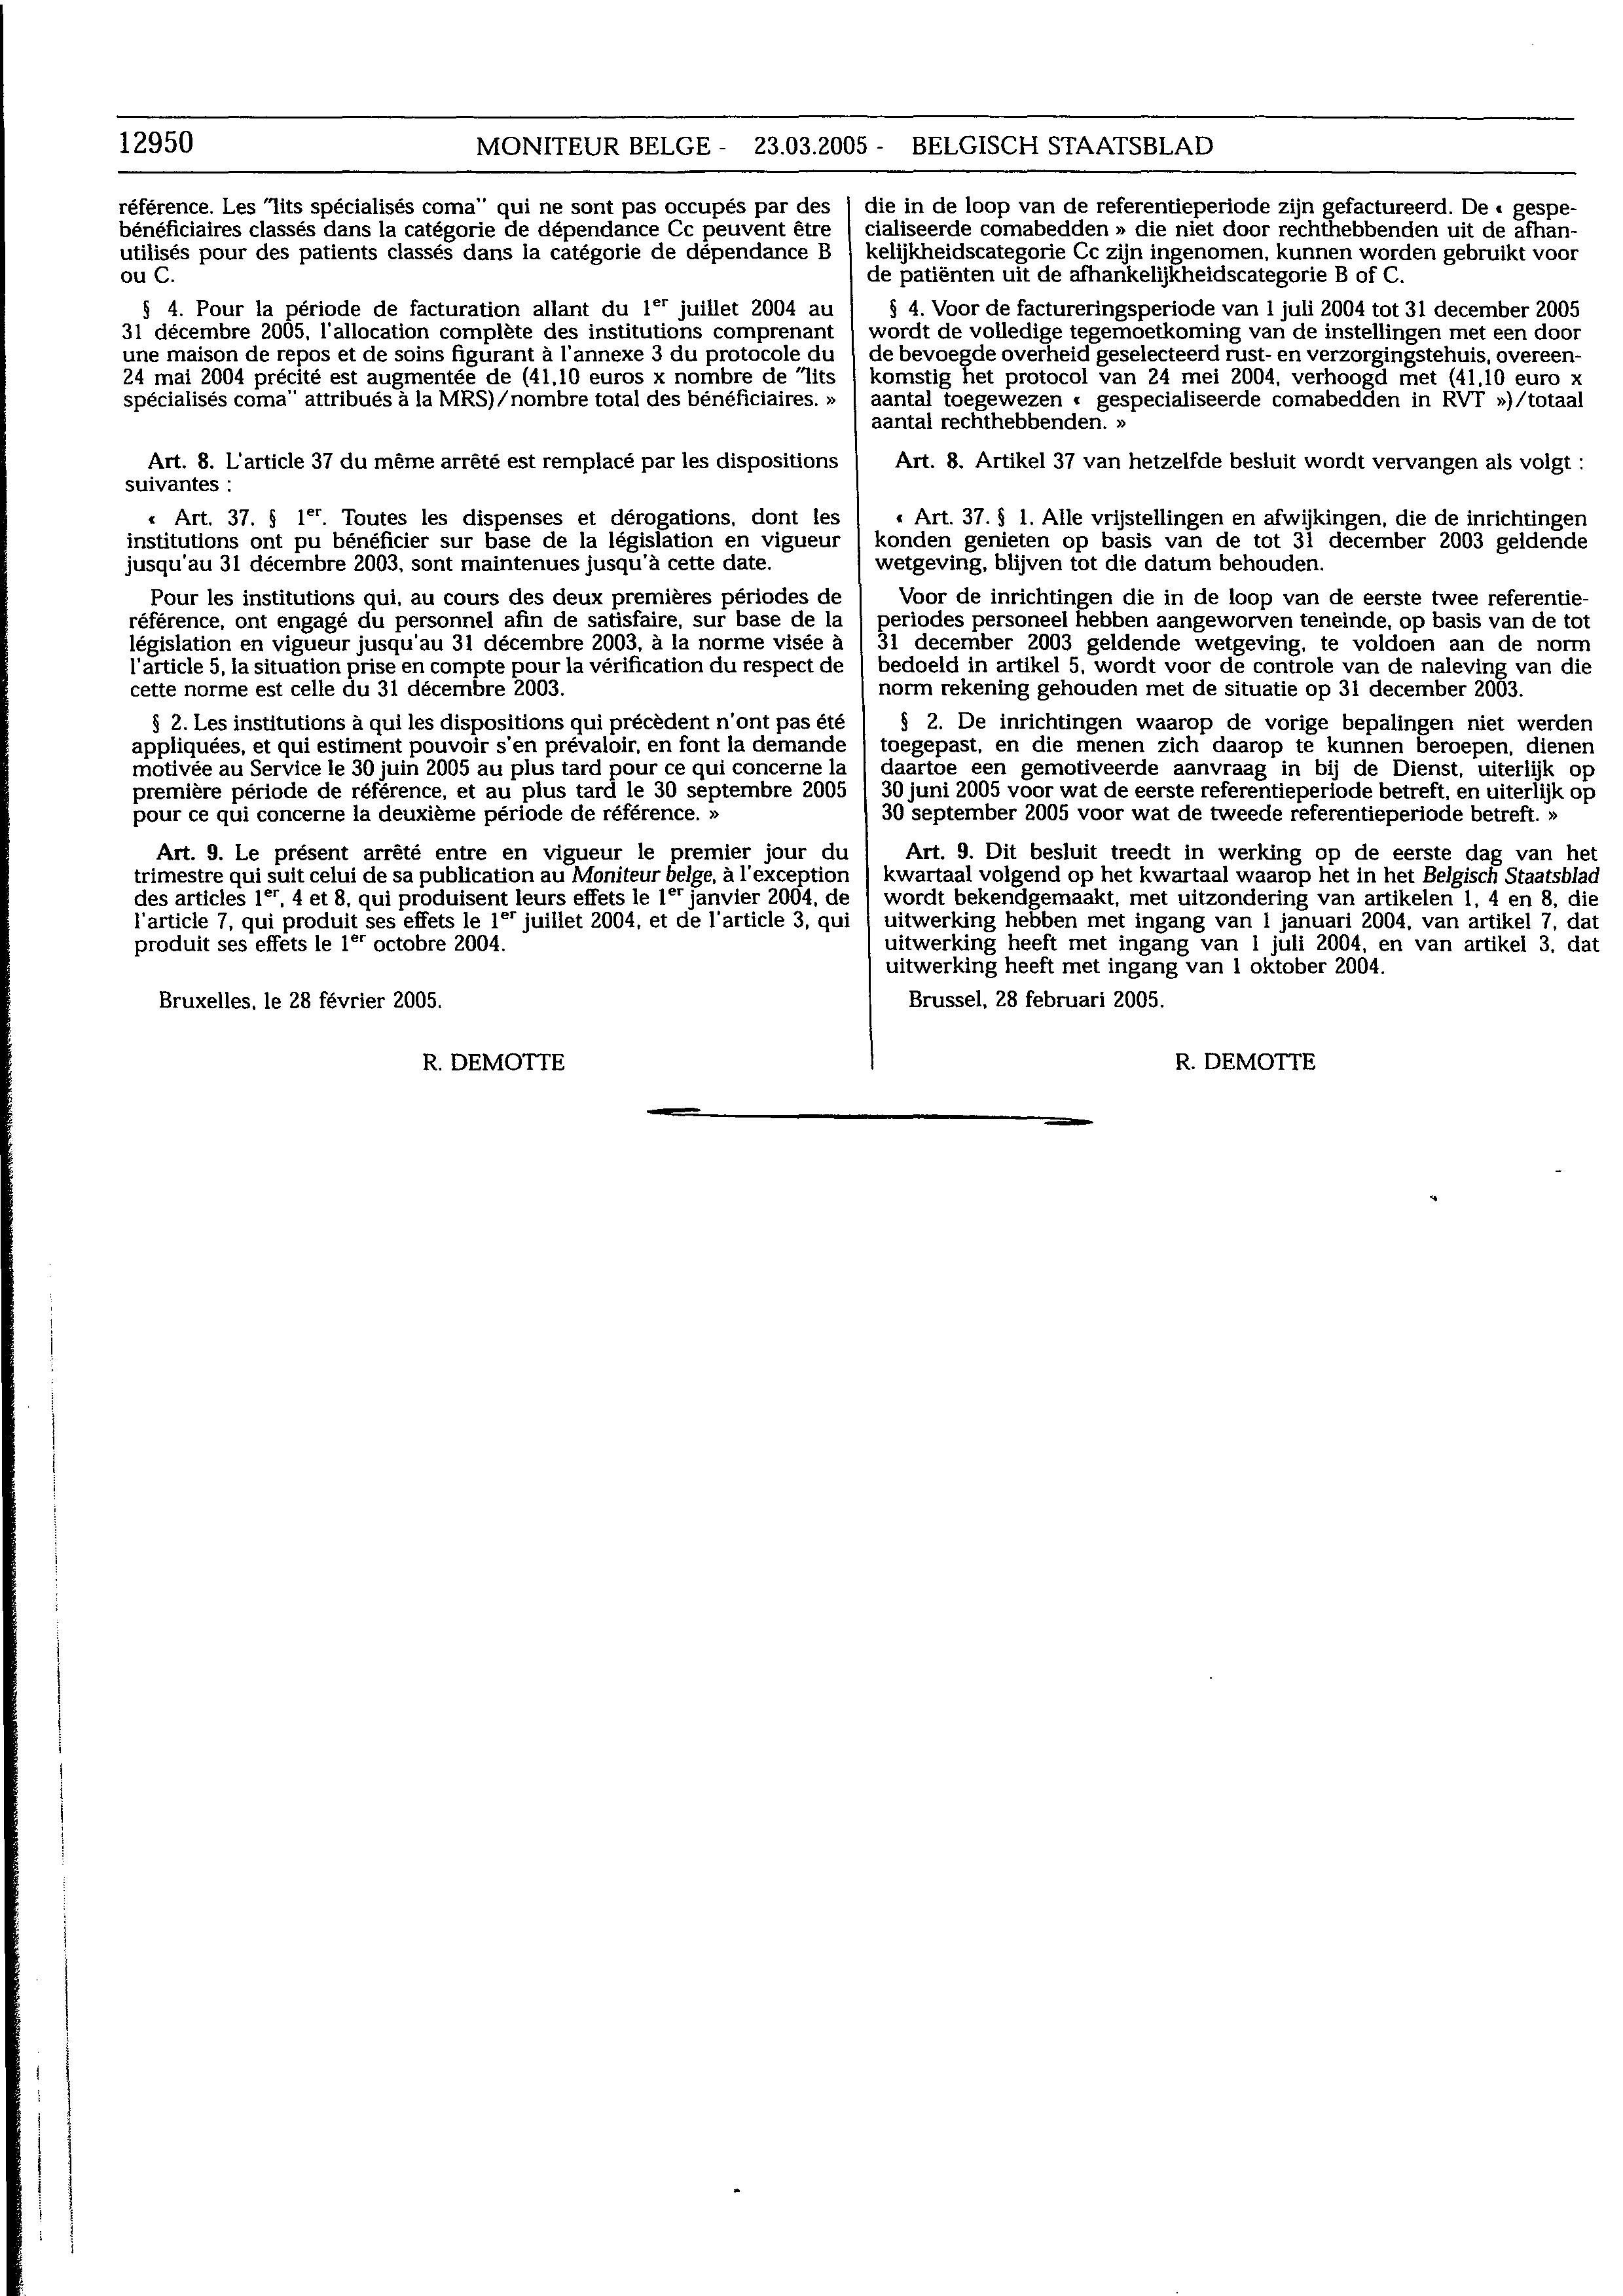 12950
MONITEUR BELGE - 23.03.2005 - BELGISCH STAATSBLAD
référence. Les "lits spécialisés coma" qui ne sont pas occupés par des
bénéficiaires classés dans la catégorie de dépendance Cc peuvent être
utilisés pour des patients classés dans la catégorie de dépendance B
ou C.
§ 4. Pour la période de facturation allant du 1er juillet 2004 au
31 décembre 2005, l'allocation complète des institutions comprenant
une maison de repos et de soins figurant à l'annexe 3 du protocole du
24 mai 2004 précité est augmentée de (41,10 euros x nombre de "lits
spécialisés coma" attribués à la MRS)/nombre total des bénéficiaires. »
Art. 8. L'article 37 du même arrêté est remplacé par les dispositions
suivantes :
« Art. 37. § 1er. Toutes les dispenses et dérogations, dont les
institutions ont pu bénéficier sur base de la législation en vigueur
jusqu'au 31 décembre 2003, sont maintenues jusqu'à cette date.
Pour les institutions qui, au cours des deux premières périodes de
référence, ont engagé du personnel afin de satisfaire, sur base de la
législation en vigueur jusqu'au 31 décembre 2003, à la norme visée à
l'article 5, la situation prise en compte pour la vérification du respect de
cette norme est celle du 31 décembre 2003.
§ 2. Les institutions à qui les dispositions qui précèdent n'ont pas été
appliquées, et qui estiment pouvoir s'en prévaloir, en font la demande
motivée au Service le 30 juin 2005 au plus tard pour ce qui concerne la
première période de référence, et au plus tard le 30 septembre 2005
pour ce qui concerne la deuxième période de référence. »
Art. 9. Le présent arrêté entre en vigueur le premier jour du
trimestre qui suit celui de sa publication au Moniteur belge, à l'exception
des articles 1er, 4 et 8, qui produisent leurs effets le 1er janvier 2004, de
l'article 7, qui produit ses effets le 1er juillet 2004, et de l'article 3, qui
produit ses effets le 1er octobre 2004.
Bruxelles, le 28 février 2005.
R. DEMOTTE
die in de loop van de referentieperiode zijn gefactureerd. De « gespe-
cialiseerde comabedden » die niet door rechthebbenden uit de afhan-
kelijkheidscategorie Cc zijn ingenomen, kunnen worden gebruikt voor
de patiënten uit de afhankelijkheidscategorie B of C.
§ 4. Voor de factureringsperiode van 1 juli 2004 tot 31 december 2005
wordt de volledige tegemoetkoming van de instellingen met een door
de bevoegde overheid geselecteerd rust- en verzorgingstehuis, overeen-
komstig het protocol van 24 mei 2004, verhoogd met (41,10 euro x
aantal toegewezen « gespecialiseerde comabedden in RVT »)/totaal
aantal rechthebbenden. »
Art. 8. Artikel 37 van hetzelfde besluit wordt vervangen als volgt :
« Art. 37. § 1. Alle vrijstellingen en afwijkingen, die de inrichtingen
konden genieten op basis van de tot 31 december 2003 geldende
wetgeving, blijven tot die datum behouden.
Voor de inrichtingen die in de loop van de eerste twee referentie-
periodes personeel hebben aangeworven teneinde, op basis van de tot
31 december 2003 geldende wetgeving, te voldoen aan de norm
bedoeld in artikel 5, wordt voor de controle van de naleving van die
norm rekening gehouden met de situatie op 31 december 2003.
§ 2. De inrichtingen waarop de vorige bepalingen niet werden
toegepast, en die menen zich daarop te kunnen beroepen, dienen
daartoe een gemotiveerde aanvraag in bij de Dienst, uiterlijk op
30 juni 2005 voor wat de eerste referentieperiode betreft, en uiterlijk op
30 september 2005 voor wat de tweede referentieperiode betreft. »
Art. 9. Dit besluit treedt in werking op de eerste dag van het
kwartaal volgend op het kwartaal waarop het in het Belgisch Staatsblad
wordt bekendgemaakt, met uitzondering van artikelen 1, 4 en 8, die
uitwerking hebben met ingang van 1 januari 2004, van artikel 7, dat
uitwerking heeft met ingang van 1 juli 2004, en van artikel 3, dat
uitwerking heeft met ingang van 1 oktober 2004.
Brussel, 28 februari 2005.
R. DEMOTTE